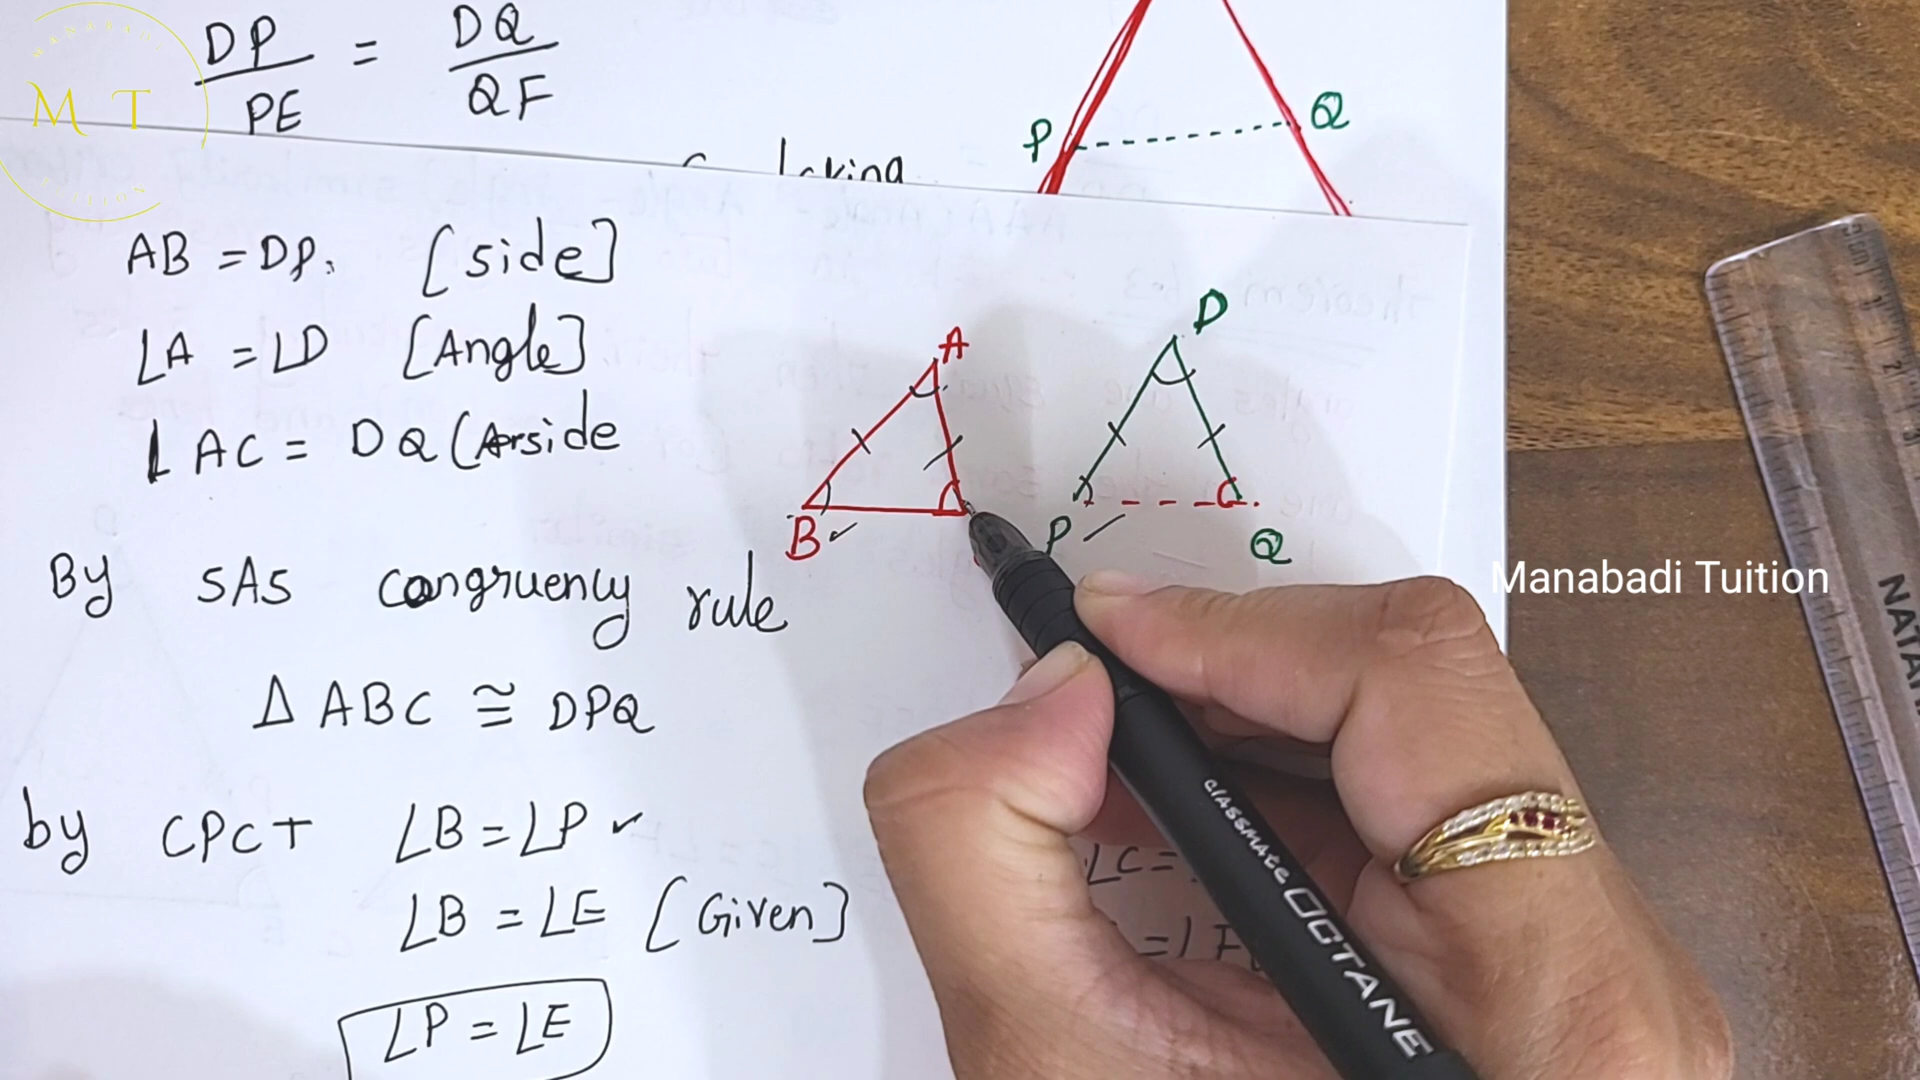 DP/PE = DQ/QF
M T
P Q
AB = DP. [side]
∠A = ∠D [Angle]
AC = DQ (side
A D
B P Q
By SAS congruency rule
Δ ABC ≅ DPQ
by CPCT ∠B = ∠P ✓
∠B = ∠E [Given]
∠P = ∠E
∠C =
= ∠F
Manabadi Tuition
classmate OCTANE